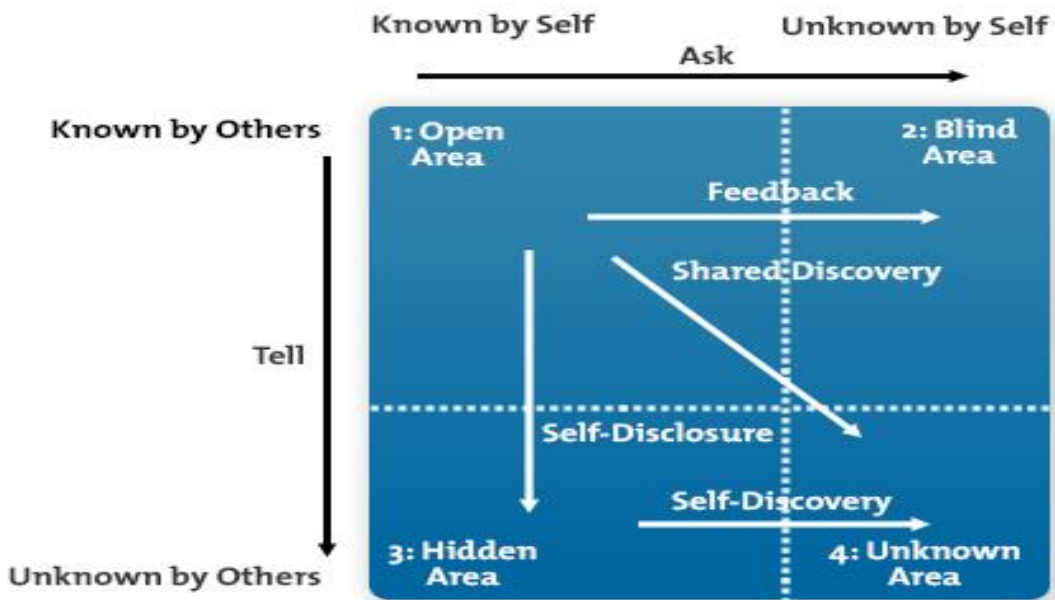 Known by Self
Unknown by Self
Ask
Known by Others
1: Open
Area
2: Blind
Area
Feedback
Shared Discovery
Tell
Self-Disclosure
Self-Discovery
3: Hidden
Area
4: Unknown
Area
Unknown by Others